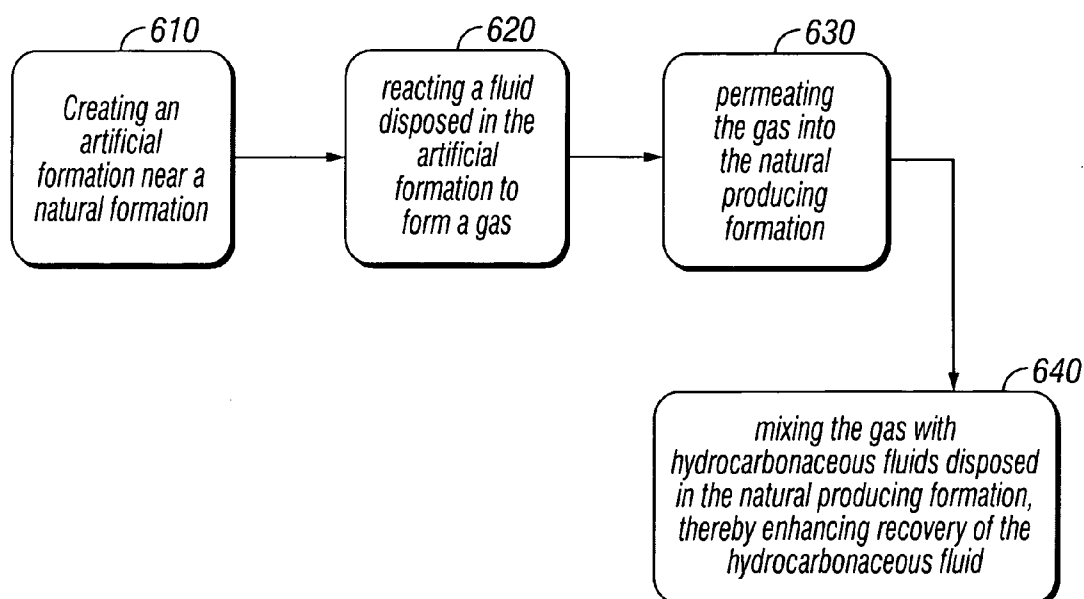 610
Creating an
artificial
formation near a
natural formation
620
reacting a fluid
disposed in the
artificial
formation to
form a gas
630
permeating
the gas into
the natural
producing
formation
640
mixing the gas with
hydrocarbonaceous fluids disposed
in the natural producing formation,
thereby enhancing recovery of the
hydrocarbonaceous fluid